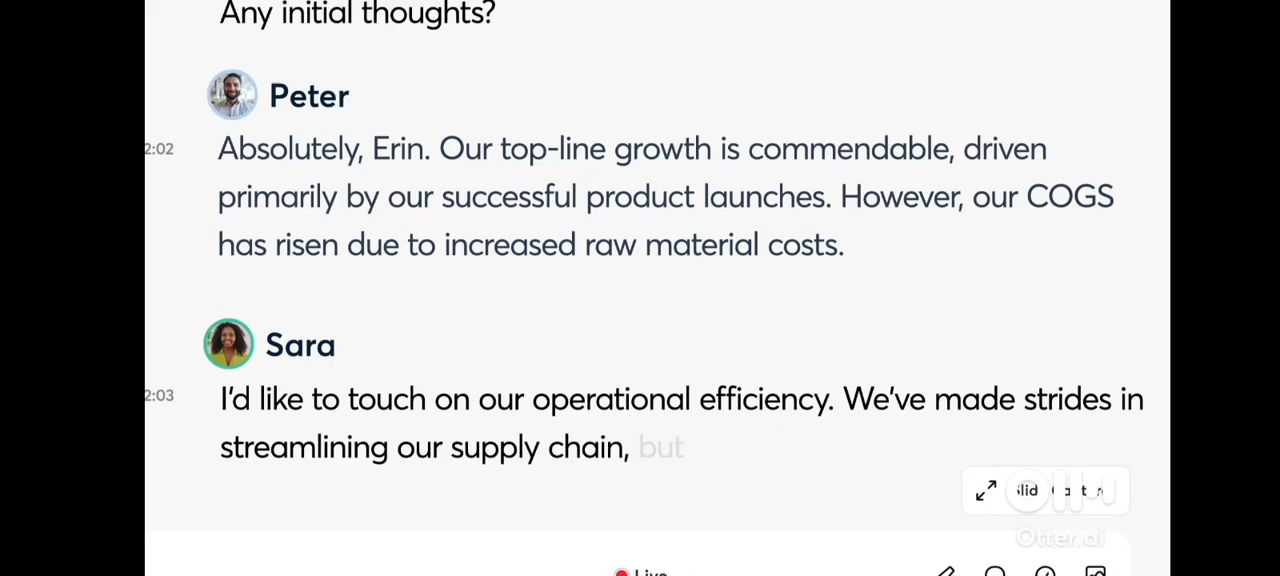 Any initial thoughts?
Peter
2:02
Absolutely, Erin. Our top-line growth is commendable, driven
primarily by our successful product launches. However, our COGS
has risen due to increased raw material costs.
Sara
2:03
I'd like to touch on our operational efficiency. We've made strides in
streamlining our supply chain, but
Otter.ai
Live